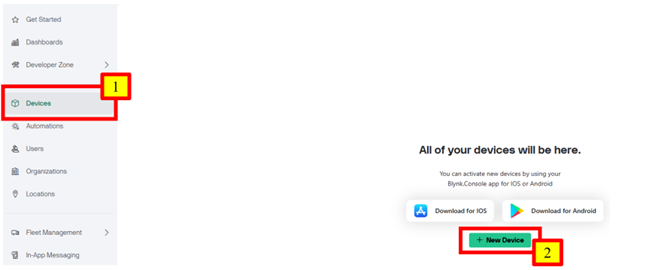 Get Started
Dashboards
Developer Zone
1
Devices
Automations
Users
Organizations
Locations
Fleet Management
In-App Messaging
All of your devices will be here.
You can activate new devices by using your
Blynk.Console app for IOS or Android
Download for IOS
Download for Android
+ New Device
2